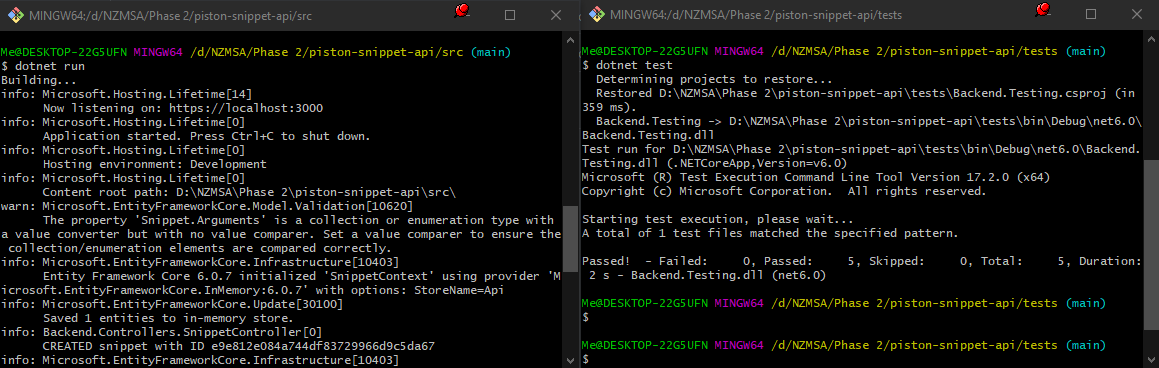 MINGW64:/d/NZMSA/Phase 2/piston-snippet-api/src
Me@DESKTOP-22G5UFN MINGW64 /d/NZMSA/Phase 2/piston-snippet-api/src (main)
$ dotnet run
Building...
info: Microsoft.Hosting.Lifetime[14]
      Now listening on: https://localhost:3000
info: Microsoft.Hosting.Lifetime[0]
      Application started. Press Ctrl+C to shut down.
info: Microsoft.Hosting.Lifetime[0]
      Hosting environment: Development
info: Microsoft.Hosting.Lifetime[0]
      Content root path: D:\NZMSA\Phase 2\piston-snippet-api\src\
warn: Microsoft.EntityFrameworkCore.Model.Validation[10620]
      The property 'Snippet.Arguments' is a collection or enumeration type with
a value converter but with no value comparer. Set a value comparer to ensure the
 collection/enumeration elements are compared correctly.
info: Microsoft.EntityFrameworkCore.Infrastructure[10403]
      Entity Framework Core 6.0.7 initialized 'SnippetContext' using provider 'M
icrosoft.EntityFrameworkCore.InMemory:6.0.7' with options: StoreName=Api
info: Microsoft.EntityFrameworkCore.Update[30100]
      Saved 1 entities to in-memory store.
info: Backend.Controllers.SnippetController[0]
      CREATED snippet with ID e9e812e084a744df83729966d9c5da67
info: Microsoft.EntityFrameworkCore.Infrastructure[10403]
MINGW64:/d/NZMSA/Phase 2/piston-snippet-api/tests
Me@DESKTOP-22G5UFN MINGW64 /d/NZMSA/Phase 2/piston-snippet-api/tests (main)
$ dotnet test
  Determining projects to restore...
  Restored D:\NZMSA\Phase 2\piston-snippet-api\tests\Backend.Testing.csproj (in
359 ms).
  Backend.Testing -> D:\NZMSA\Phase 2\piston-snippet-api\tests\bin\Debug\net6.0\
Backend.Testing.dll
Test run for D:\NZMSA\Phase 2\piston-snippet-api\tests\bin\Debug\net6.0\Backend.
Testing.dll (.NETCoreApp,Version=v6.0)
Microsoft (R) Test Execution Command Line Tool Version 17.2.0 (x64)
Copyright (c) Microsoft Corporation.  All rights reserved.
Starting test execution, please wait...
A total of 1 test files matched the specified pattern.
Passed!  - Failed:     0, Passed:     5, Skipped:     0, Total:     5, Duration:
 2 s - Backend.Testing.dll (net6.0)
Me@DESKTOP-22G5UFN MINGW64 /d/NZMSA/Phase 2/piston-snippet-api/tests (main)
$
Me@DESKTOP-22G5UFN MINGW64 /d/NZMSA/Phase 2/piston-snippet-api/tests (main)
$